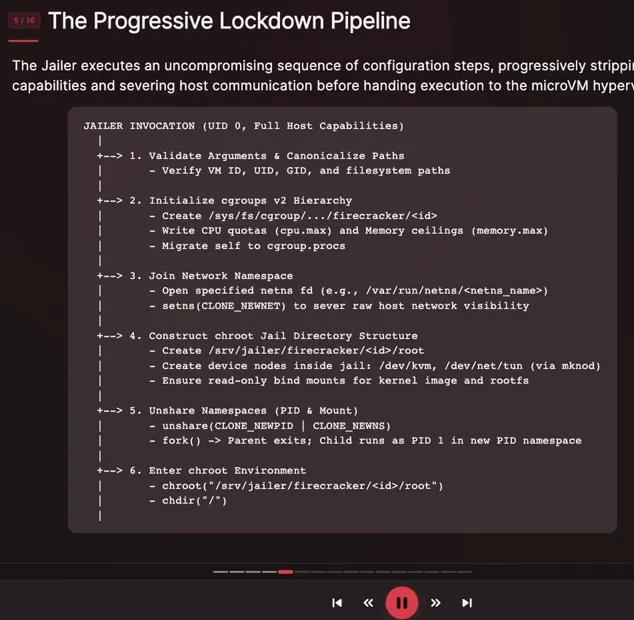 5 / 16
The Progressive Lockdown Pipeline
The Jailer executes an uncompromising sequence of configuration steps, progressively
capabilities and severing host communication before handing execution to the microVM
JAILER INVOCATION (UID 0, Full Host Capabilities)
|
+--> 1. Validate Arguments & Canonicalize Paths
|       - Verify VM ID, UID, GID, and filesystem paths
|
+--> 2. Initialize cgroups v2 Hierarchy
|       - Create /sys/fs/cgroup/.../firecracker/<id>
|       - Write CPU quotas (cpu.max) and Memory ceilings (memory.max)
|       - Migrate self to cgroup.procs
|
+--> 3. Join Network Namespace
|       - Open specified netns fd (e.g., /var/run/netns/<netns_name>)
|       - setns(CLONE_NEWNET) to sever raw host network visibility
|
+--> 4. Construct chroot Jail Directory Structure
|       - Create /srv/jailer/firecracker/<id>/root
|       - Create device nodes inside jail: /dev/kvm, /dev/net/tun (via mknod)
|       - Ensure read-only bind mounts for kernel image and rootfs
|
+--> 5. Unshare Namespaces (PID & Mount)
|       - unshare(CLONE_NEWPID | CLONE_NEWNS)
|       - fork() -> Parent exits; Child runs as PID 1 in new PID namespace
|
+--> 6. Enter chroot Environment
|       - chroot("/srv/jailer/firecracker/<id>/root")
|       - chdir("/")
|